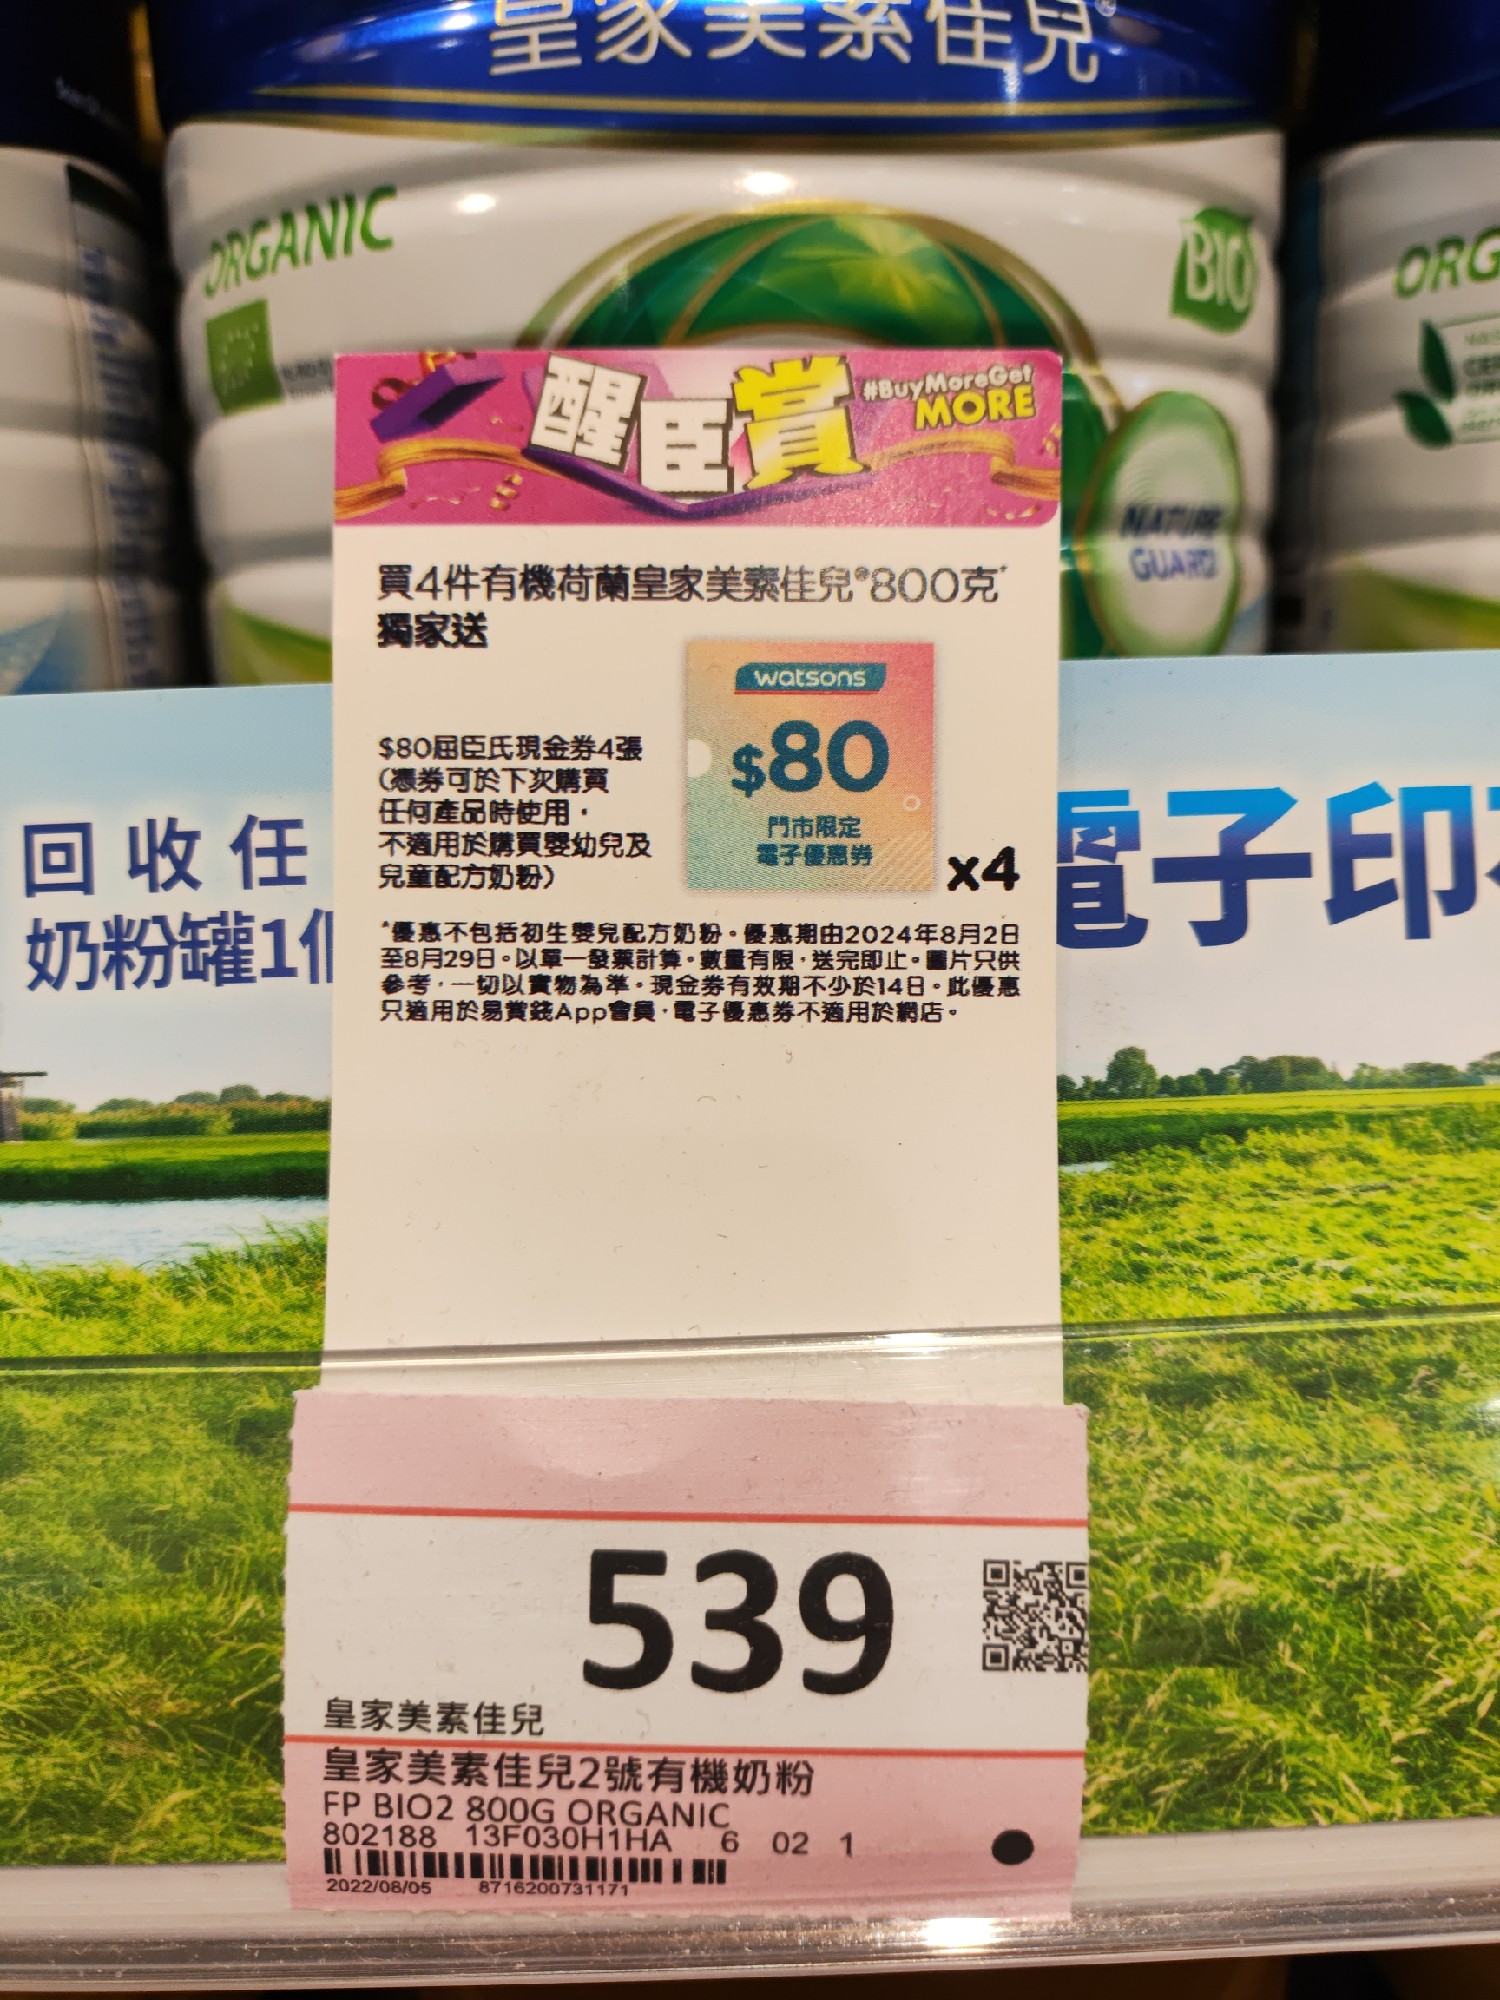 皇家美素佳兒
ORGANIC
BIO
ORG
NATURE
GUARD
醒臣賞
#BuyMoreGet
MORE
買4件有機荷蘭皇家美素佳兒®800克*
獨家送
$80屈臣氏現金券4張
(憑券可於下次購買
任何產品時使用，
不適用於購買嬰幼兒及
兒童配方奶粉)
watsons
$80
門市限定
電子優惠券
x4
*優惠不包括初生嬰兒配方奶粉。優惠期由2024年8月2日
至8月29日。以單一發票計算。數量有限，送完即止。圖片只供
參考，一切以實物為準。現金券有效期不少於14日。此優惠
只適用於易賞錢App會員，電子優惠券不適用於網店。
回收任
奶粉罐1個
電子印
539
皇家美素佳兒
皇家美素佳兒2號有機奶粉
FP BIO2 800G ORGANIC
802188 13F030H1HA 6 02 1
2022/08/05 8716200731171